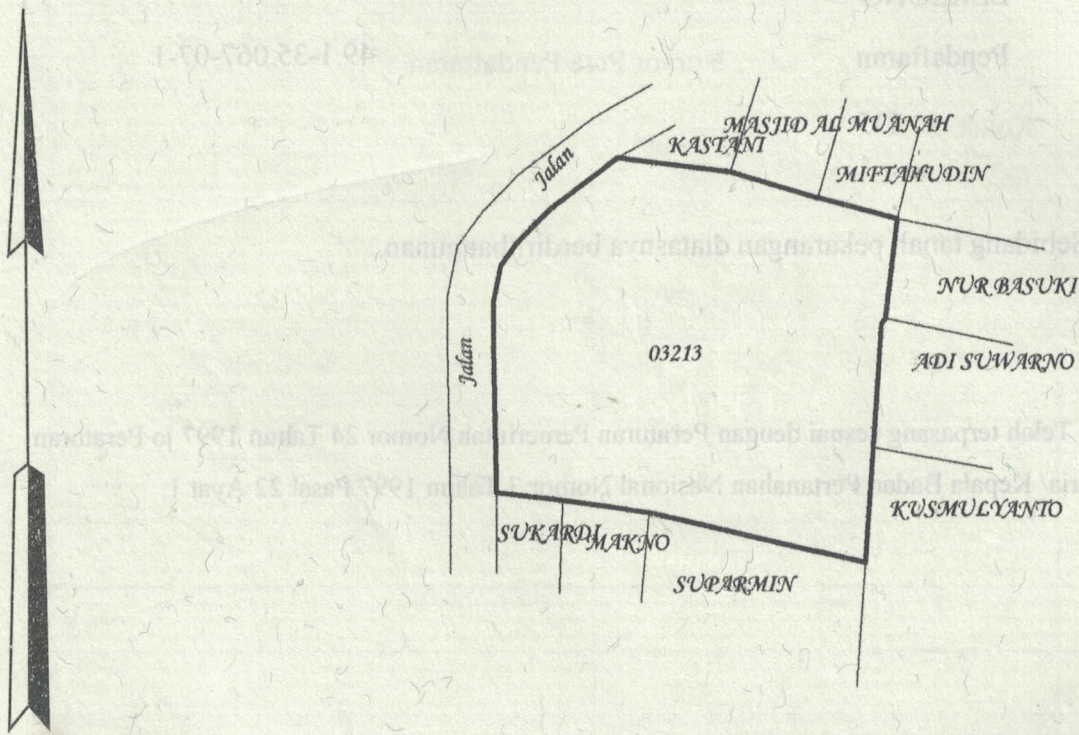 Pendaftaran
49.1-35.067-07-1
MASJID AL MUANAH
KASTANI
Jalan
MIFTAHUDIN
Sebidang tanah pekarangan diatasnya berdiri bangunan
NUR BASUKI
03213
Jalan
ADI SUWARNO
Telah terpasang sesuai dengan Peraturan Pemerintah Nomor 24 Tahun 1997 jo Peraturan
Kepala Badan Pertanahan Nasional Nomor 3 Tahun 1997 Pasal 22 Ayat 1.
KUSMULYANTO
SUKARDI
MAKNO
SUPARMIN